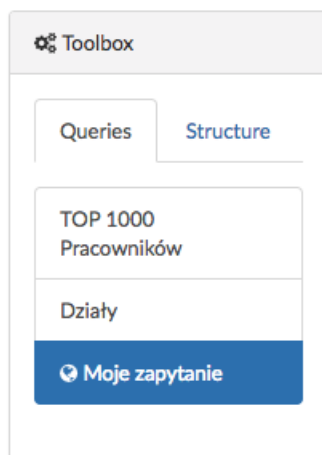 Toolbox
Queries Structure
TOP 1000
Pracowników
Działy
Moje zapytanie